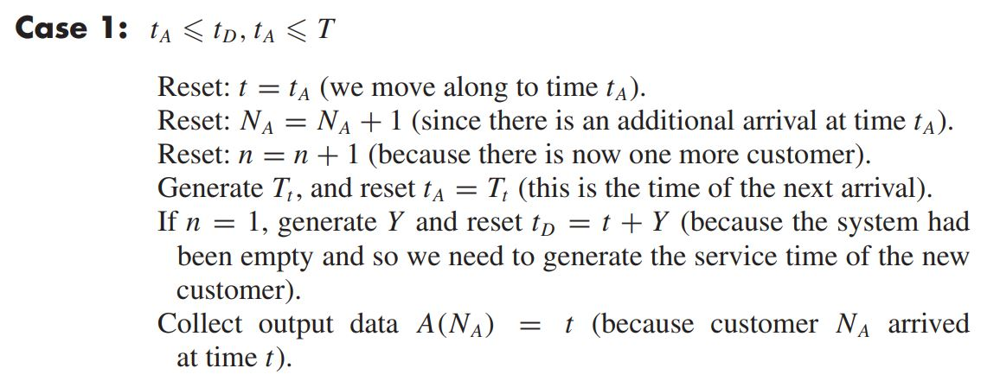 Case 1: t_A ⩽ t_D, t_A ⩽ T
Reset: t = t_A (we move along to time t_A).
Reset: N_A = N_A + 1 (since there is an additional arrival at time t_A).
Reset: n = n + 1 (because there is now one more customer).
Generate T_t, and reset t_A = T_t (this is the time of the next arrival).
If n = 1, generate Y and reset t_D = t + Y (because the system had
been empty and so we need to generate the service time of the new
customer).
Collect output data A(N_A) = t (because customer N_A arrived
at time t).